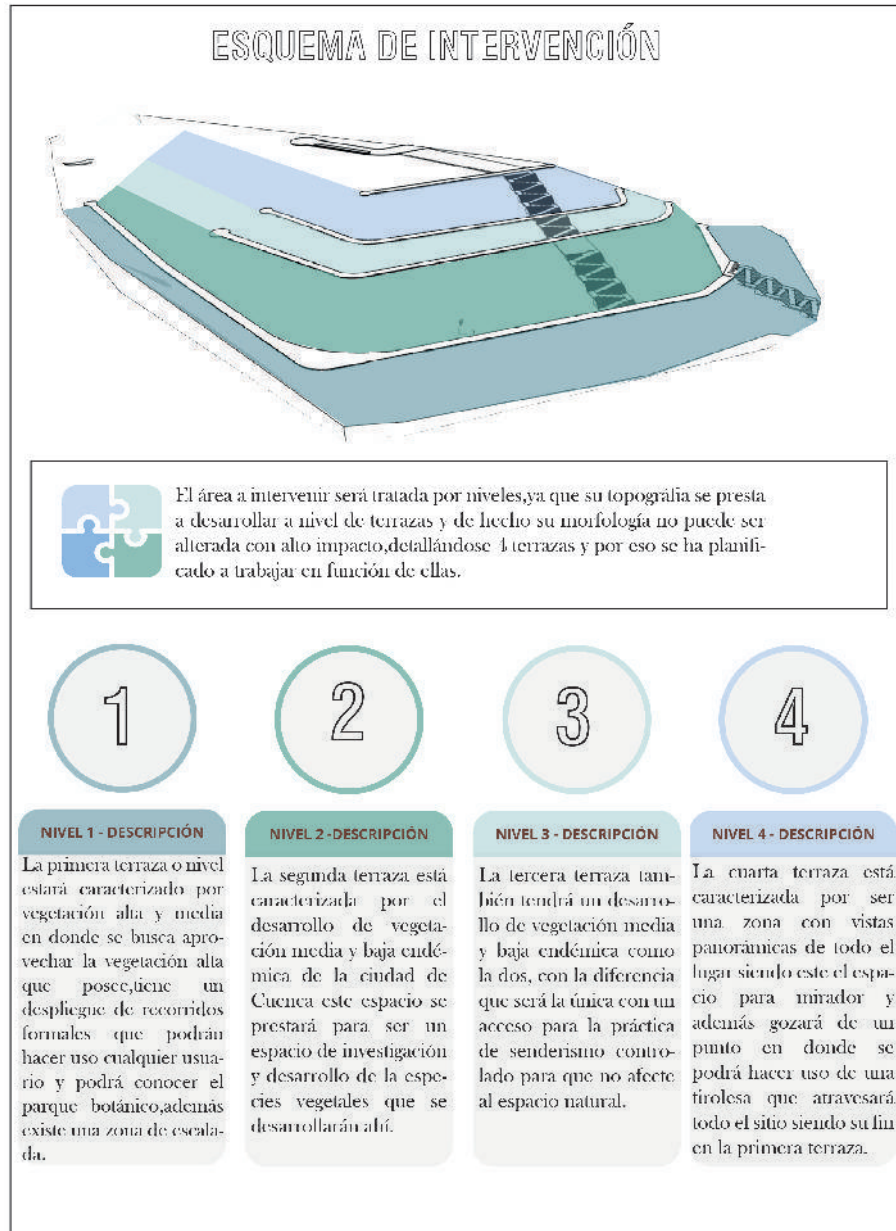 ESQUEMA DE INTERVENCIÓN
El área a intervenir será tratada por niveles,ya que su topográfia se presta
a desarrollar a nivel de terrazas y de hecho su morfología no puede ser
alterada con alto impacto,detallándose 4 terrazas y por eso se ha planifi-
cado a trabajar en función de ellas.
1
NIVEL 1 - DESCRIPCIÓN
La primera terraza o nivel
estará caracterizado por
vegetación alta y media
en donde se busca apro-
vechar la vegetación alta
que posee,tiene un
despliegue de recorridos
formales que podrán
hacer uso cualquier usua-
rio y podrá conocer el
parque botánico,además
existe una zona de escala-
da.
2
NIVEL 2 -DESCRIPCIÓN
La segunda terraza está
caracterizada por el
desarrollo de vegeta-
ción media y baja endé-
mica de la ciudad de
Cuenca este espacio se
prestará para ser un
espacio de investigación
y desarrollo de la espe-
cies vegetales que se
desarrollarán ahí.
3
NIVEL 3 - DESCRIPCIÓN
La tercera terraza tam-
bién tendrá un desarro-
llo de vegetación media
y baja endémica como
la dos, con la diferencia
que será la única con un
acceso para la práctica
de senderismo contro-
lado para que no afecte
al espacio natural.
4
NIVEL 4 - DESCRIPCIÓN
La cuarta terraza está
caracterizada por ser
una zona con vistas
panorámicas de todo el
lugar siendo este el espa-
cio para mirador y
además gozará de un
punto en donde se
podrá hacer uso de una
tirolesa que atravesará
todo el sitio siendo su fin
en la primera terraza.